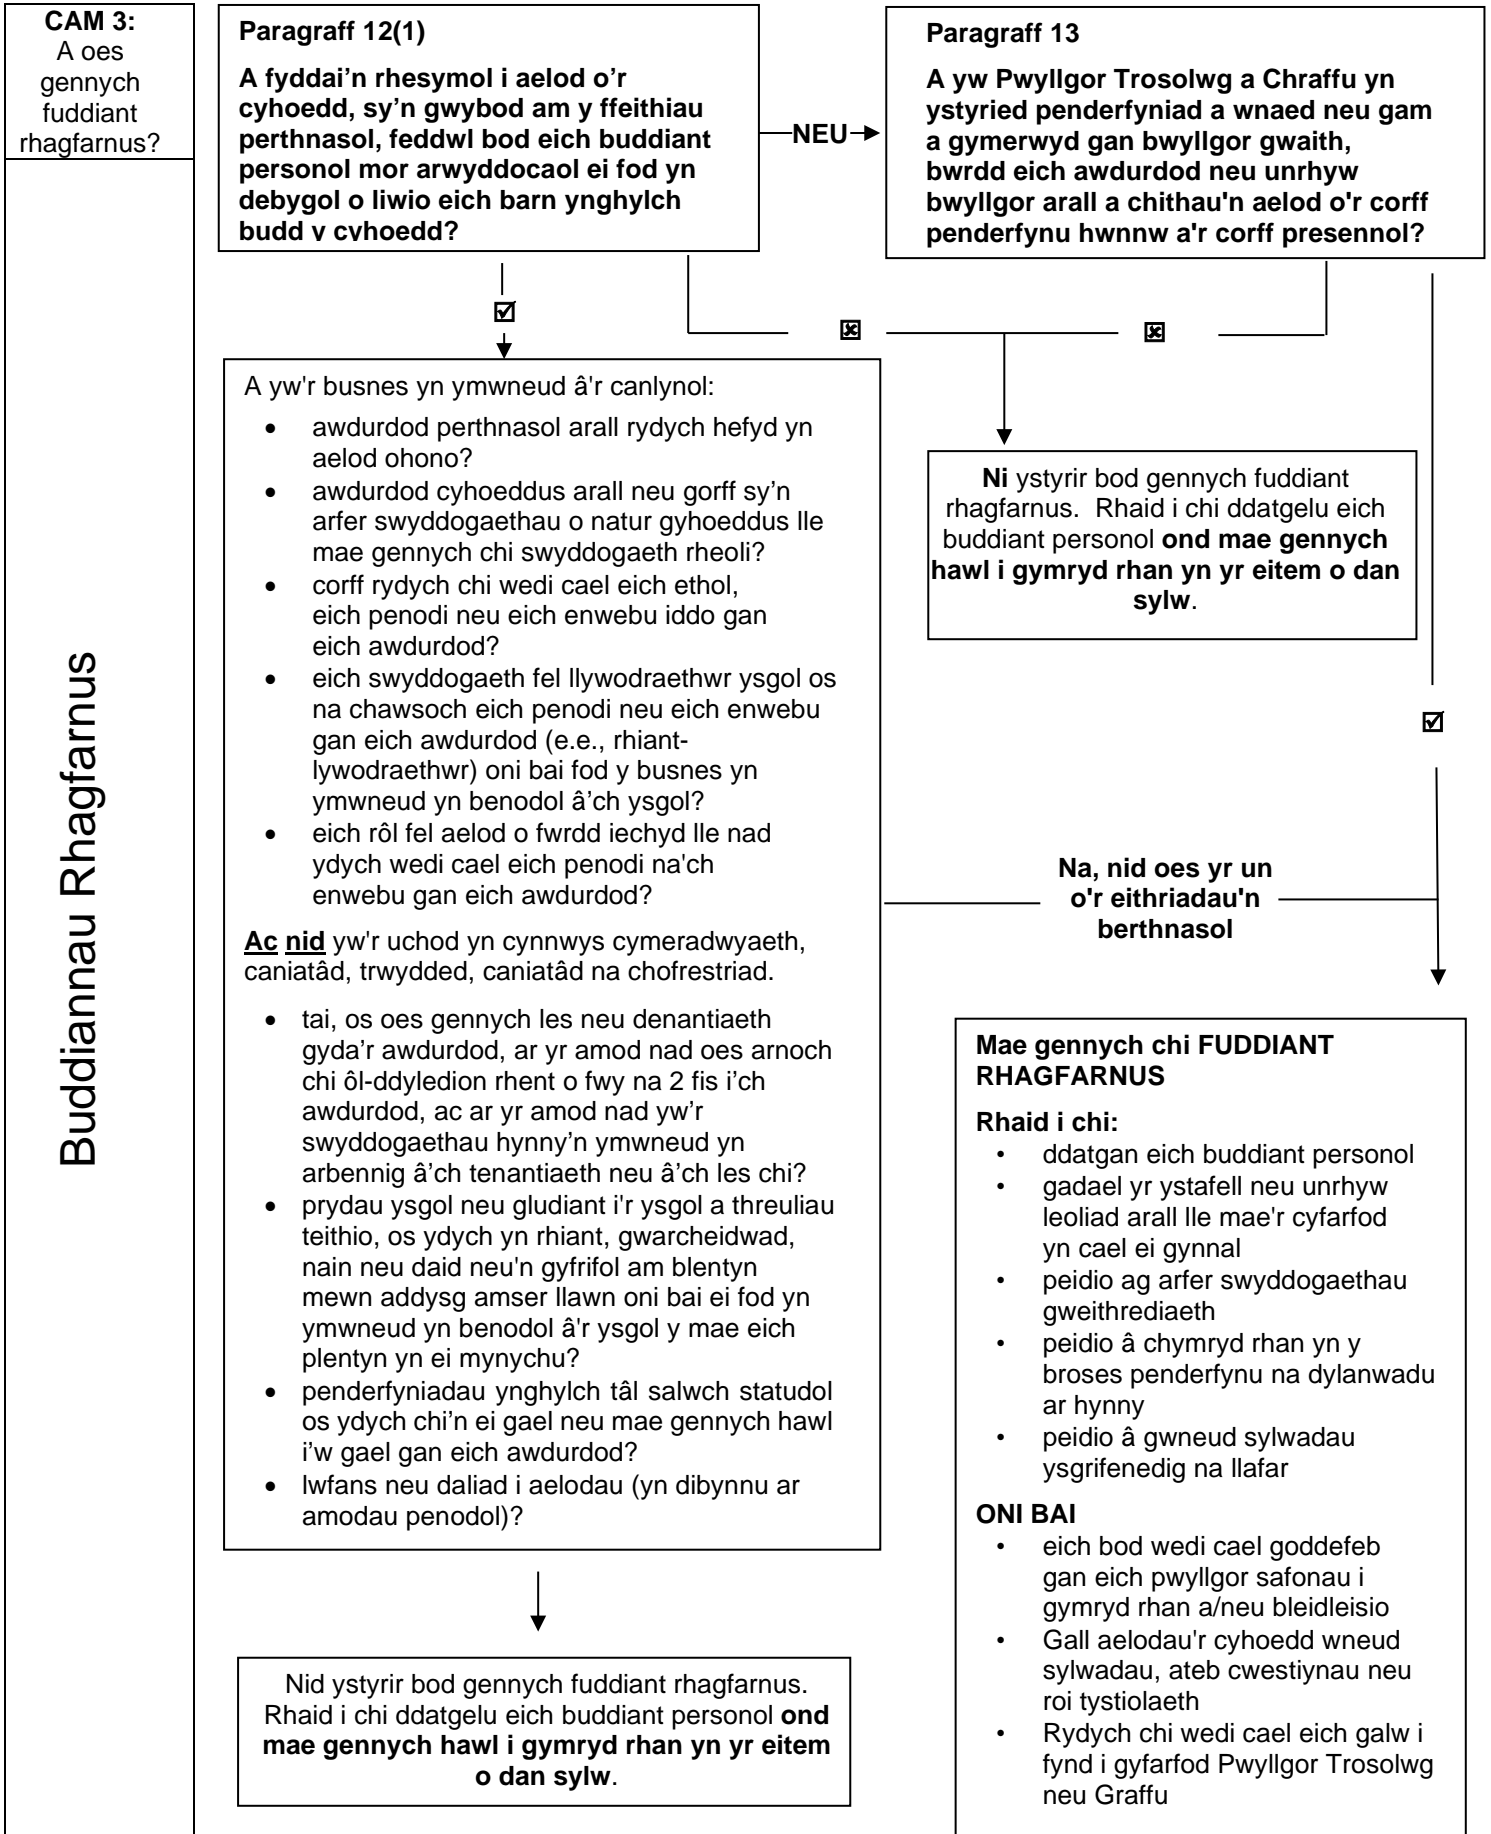 CAM 3:
A oes
gennych
fuddiant
rhagfarnus?
Buddiannau Rhagfarnus
Paragraff 12(1)
A fyddai’n rhesymol i aelod o’r
cyhoedd, sy’n gwybod am y ffeithiau
perthnasol, feddwl bod eich buddiant
personol mor arwyddocaol ei fod yn
debygol o liwio eich barn ynghylch
budd y cyhoedd?
NEU
Paragraff 13
A yw Pwyllgor Trosolwg a Chraffu yn
ystyried penderfyniad a wnaed neu gam
a gymerwyd gan bwyllgor gwaith,
bwrdd eich awdurdod neu unrhyw
bwyllgor arall a chithau'n aelod o'r corff
penderfynu hwnnw a'r corff presennol?
A yw'r busnes yn ymwneud â'r canlynol:
• awdurdod perthnasol arall rydych hefyd yn
aelod ohono?
• awdurdod cyhoeddus arall neu gorff sy’n
arfer swyddogaethau o natur gyhoeddus lle
mae gennych chi swyddogaeth rheoli?
• corff rydych chi wedi cael eich ethol,
eich penodi neu eich enwebu iddo gan
eich awdurdod?
• eich swyddogaeth fel llywodraethwr ysgol os
na chawsoch eich penodi neu eich enwebu
gan eich awdurdod (e.e., rhiant-
lywodraethwr) oni bai fod y busnes yn
ymwneud yn benodol â’ch ysgol?
• eich rôl fel aelod o fwrdd iechyd lle nad
ydych wedi cael eich penodi na'ch
enwebu gan eich awdurdod?
Ac nid yw'r uchod yn cynnwys cymeradwyaeth,
caniatâd, trwydded, caniatâd na chofrestriad.
• tai, os oes gennych les neu denantiaeth
gyda’r awdurdod, ar yr amod nad oes arnoch
chi ôl-ddyledion rhent o fwy na 2 fis i’ch
awdurdod, ac ar yr amod nad yw’r
swyddogaethau hynny’n ymwneud yn
arbennig â’ch tenantiaeth neu â’ch les chi?
• prydau ysgol neu gludiant i'r ysgol a threuliau
teithio, os ydych yn rhiant, gwarcheidwad,
nain neu daid neu'n gyfrifol am blentyn
mewn addysg amser llawn oni bai ei fod yn
ymwneud yn benodol â'r ysgol y mae eich
plentyn yn ei mynychu?
• penderfyniadau ynghylch tâl salwch statudol
os ydych chi’n ei gael neu mae gennych hawl
i’w gael gan eich awdurdod?
• lwfans neu daliad i aelodau (yn dibynnu ar
amodau penodol)?
Ni ystyrir bod gennych fuddiant
rhagfarnus. Rhaid i chi ddatgelu eich
buddiant personol ond mae gennych
hawl i gymryd rhan yn yr eitem o dan
sylw.
Na, nid oes yr un
o'r eithriadau'n
berthnasol
Mae gennych chi FUDDIANT
RHAGFARNUS
Rhaid i chi:
• ddatgan eich buddiant personol
• gadael yr ystafell neu unrhyw
leoliad arall lle mae'r cyfarfod
yn cael ei gynnal
• peidio ag arfer swyddogaethau
gweithrediaeth
• peidio â chymryd rhan yn y
broses penderfynu na dylanwadu
ar hynny
• peidio â gwneud sylwadau
ysgrifenedig na llafar
ONI BAI
• eich bod wedi cael goddefeb
gan eich pwyllgor safonau i
gymryd rhan a/neu bleidleisio
• Gall aelodau'r cyhoedd wneud
sylwadau, ateb cwestiynau neu
roi tystiolaeth
• Rydych chi wedi cael eich galw i
fynd i gyfarfod Pwyllgor Trosolwg
neu Graffu
Nid ystyrir bod gennych fuddiant rhagfarnus.
Rhaid i chi ddatgelu eich buddiant personol ond
mae gennych hawl i gymryd rhan yn yr eitem
o dan sylw.